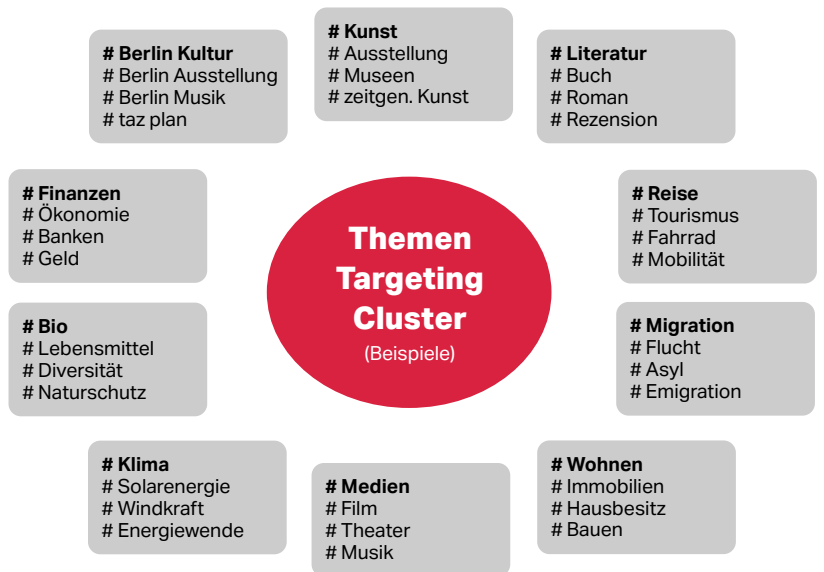 # Berlin Kultur
# Berlin Ausstellung
# Berlin Musik
# taz plan
# Kunst
# Ausstellung
# Museen
# zeitgen. Kunst
# Literatur
# Buch
# Roman
# Rezension
# Finanzen
# Ökonomie
# Banken
# Geld
Themen
Targeting
Cluster
(Beispiele)
# Reise
# Tourismus
# Fahrrad
# Mobilität
# Bio
# Lebensmittel
# Diversität
# Naturschutz
# Migration
# Flucht
# Asyl
# Emigration
# Klima
# Solarenergie
# Windkraft
# Energiewende
# Medien
# Film
# Theater
# Musik
# Wohnen
# Immobilien
# Hausbesitz
# Bauen